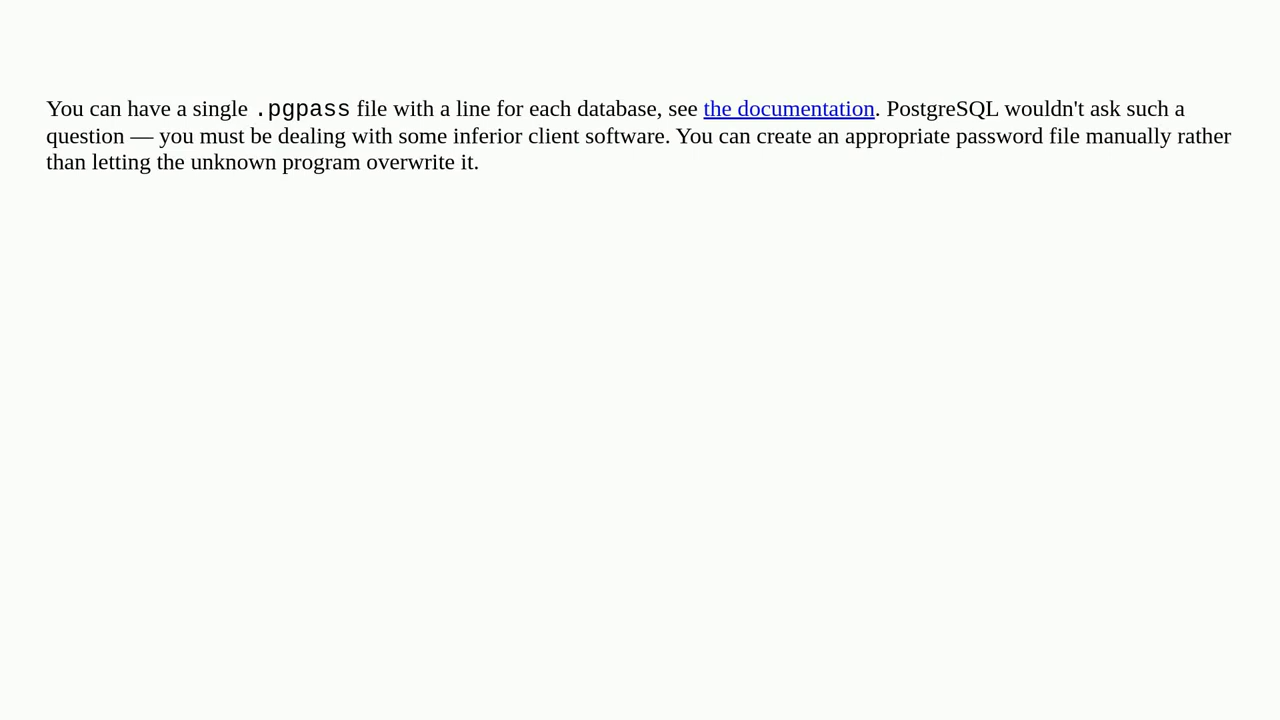 You can have a single .pgpass file with a line for each database, see the documentation. PostgreSQL wouldn't ask such a
question — you must be dealing with some inferior client software. You can create an appropriate password file manually rather
than letting the unknown program overwrite it.